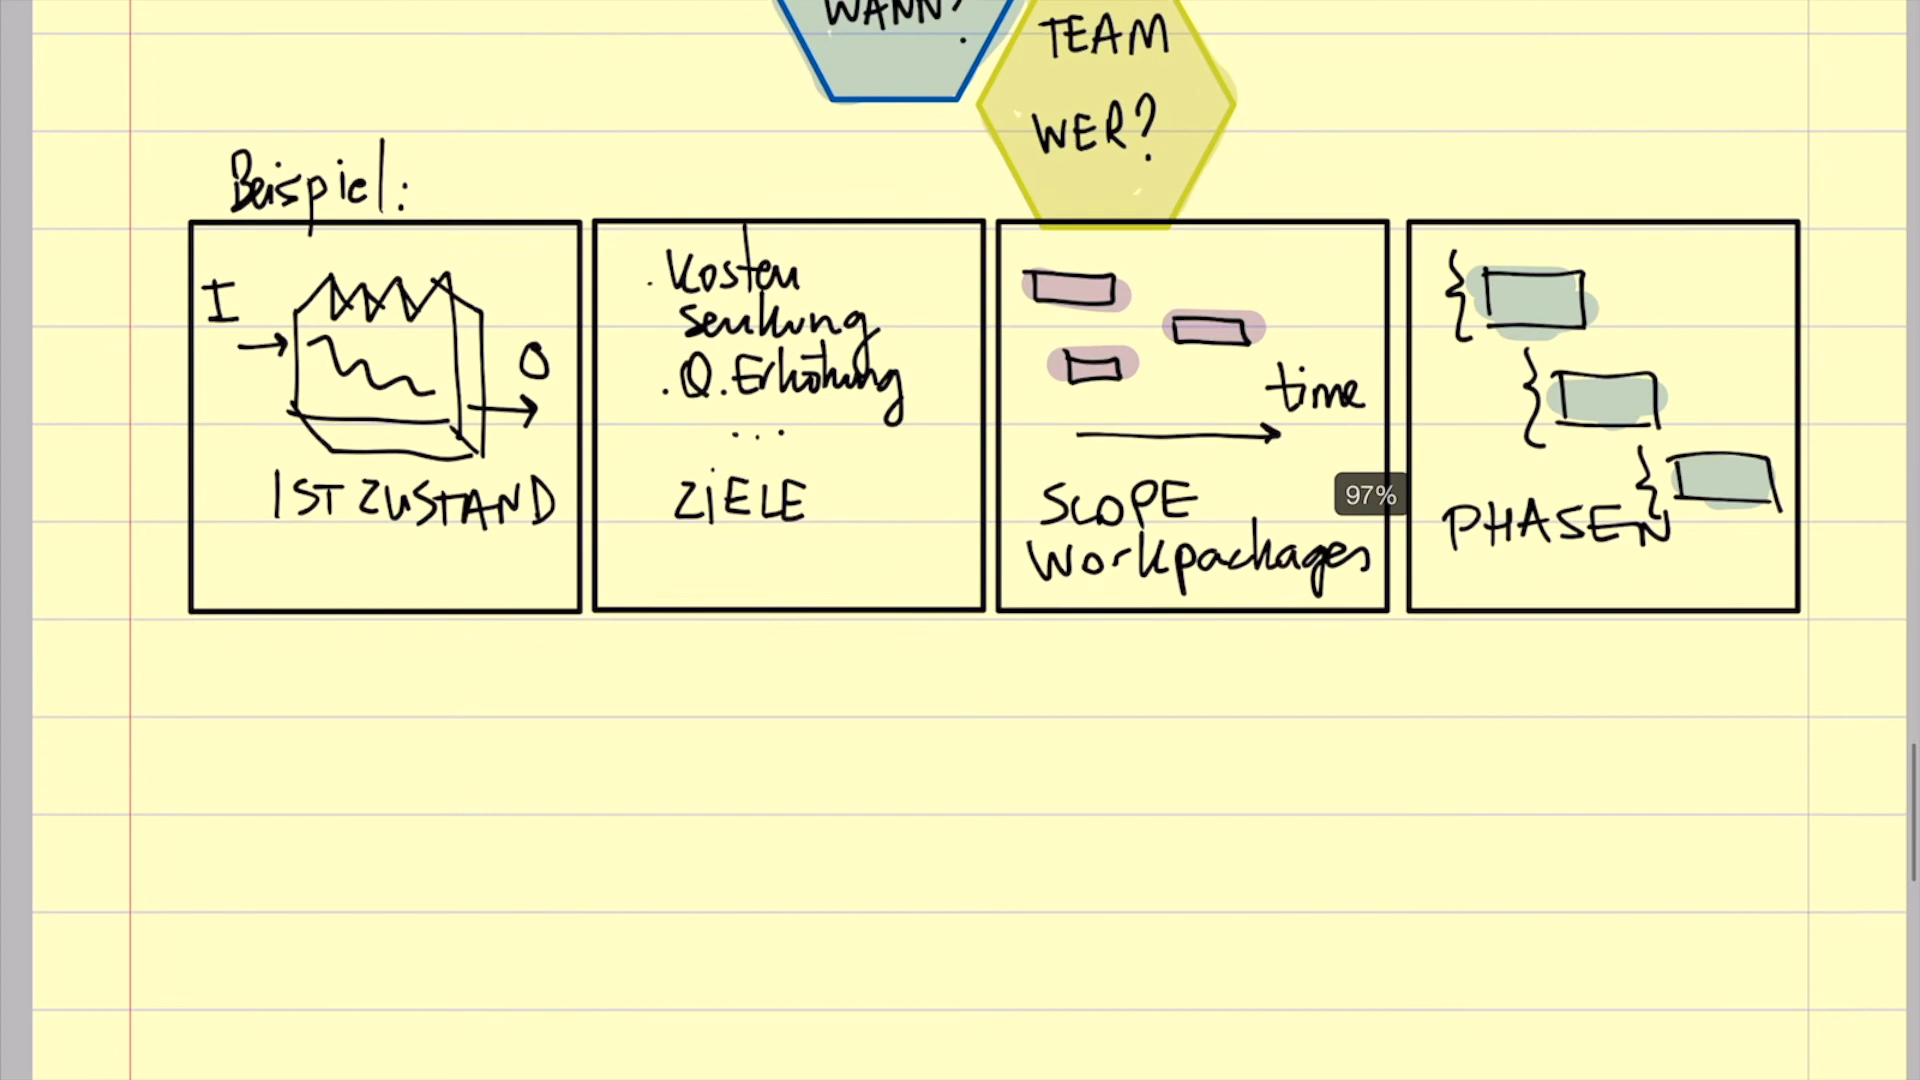 WANN?
TEAM
WER?
Beispiel:
I
O
IST ZUSTAND
. Kosten
senkung
. Q. Erhöhung
...
ZIELE
time
SCOPE
Workpackages
97%
PHASEN